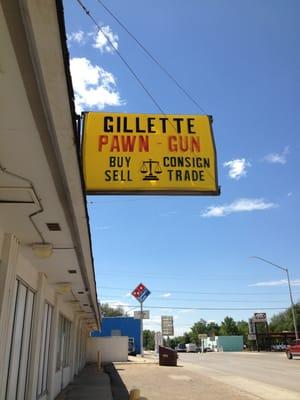 GILLETTE
PAWN - GUN
BUY CONSIGN
SELL TRADE